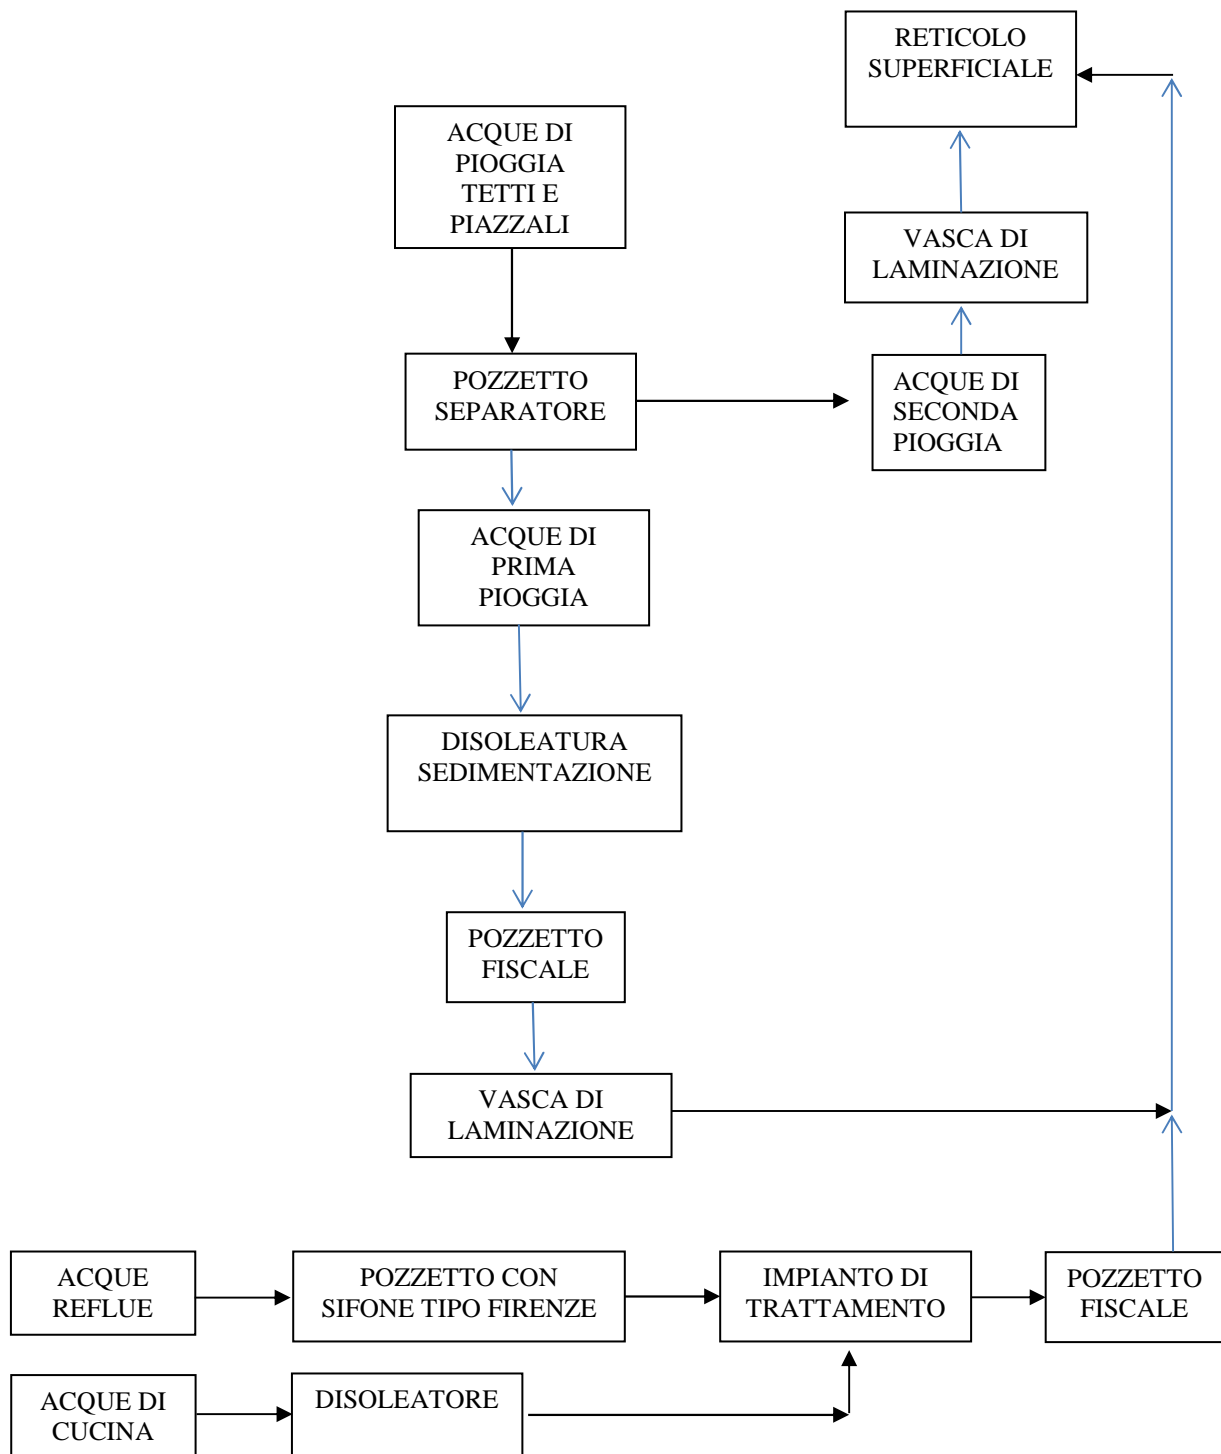 RETICOLO
SUPERFICIALE
ACQUE DI
PIOGGIA
TETTI E
PIAZZALI
VASCA DI
LAMINAZIONE
POZZETTO
SEPARATORE
ACQUE DI
SECONDA
PIOGGIA
ACQUE DI
PRIMA
PIOGGIA
DISOLEATURA
SEDIMENTAZIONE
POZZETTO
FISCALE
VASCA DI
LAMINAZIONE
ACQUE
REFLUE
POZZETTO CON
SIFONE TIPO FIRENZE
IMPIANTO DI
TRATTAMENTO
POZZETTO
FISCALE
ACQUE DI
CUCINA
DISOLEATORE